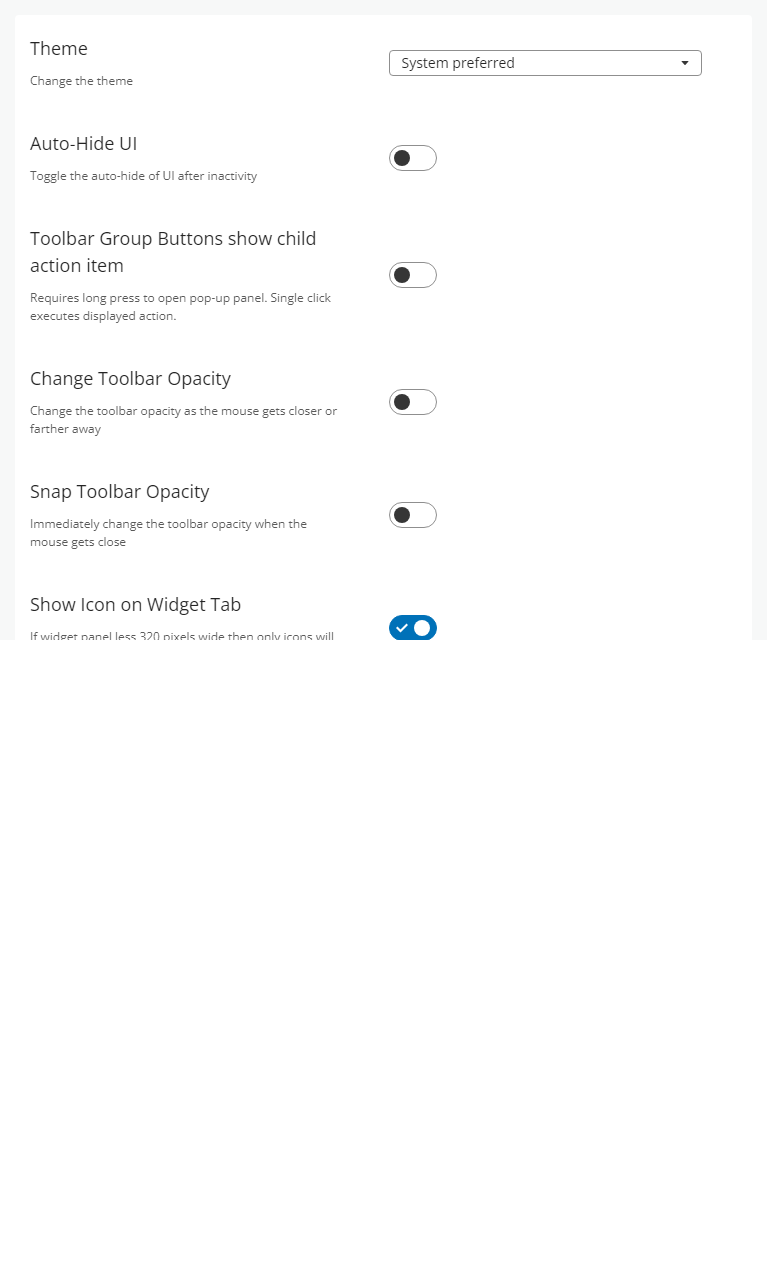 Theme
System preferred
Change the theme
Auto-Hide UI
Toggle the auto-hide of UI after inactivity
Toolbar Group Buttons show child
action item
Requires long press to open pop-up panel. Single click
executes displayed action.
Change Toolbar Opacity
Change the toolbar opacity as the mouse gets closer or
farther away
Snap Toolbar Opacity
Immediately change the toolbar opacity when the
mouse gets close
Show Icon on Widget Tab
If widget panel less 320 pixels wide then only icons will